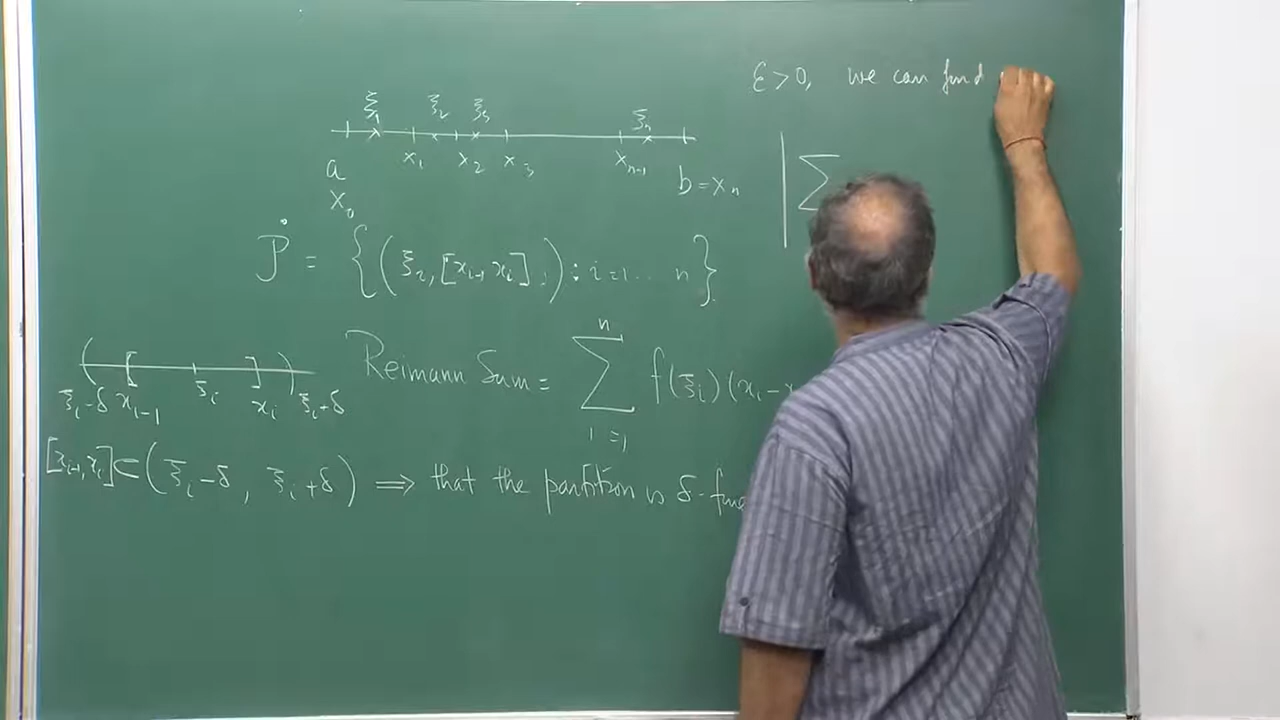 ε>0, we can find
ξ₁ ξ₂ ξ₃ ξₙ
x₁ x₂ x₃ xₙ₋₁
a b=xₙ
x₀
| Σ
Ṗ = {(ξᵢ, [xᵢ₋₁, xᵢ]) : i=1... n}
Reimann Sum = Σ f(ξᵢ)(xᵢ-x
n
i=1
ξᵢ-δ xᵢ₋₁ ξᵢ xᵢ ξᵢ+δ
[xᵢ₋₁, xᵢ] ⊂ (ξᵢ-δ, ξᵢ+δ) ⟹ that the partition is δ-fine